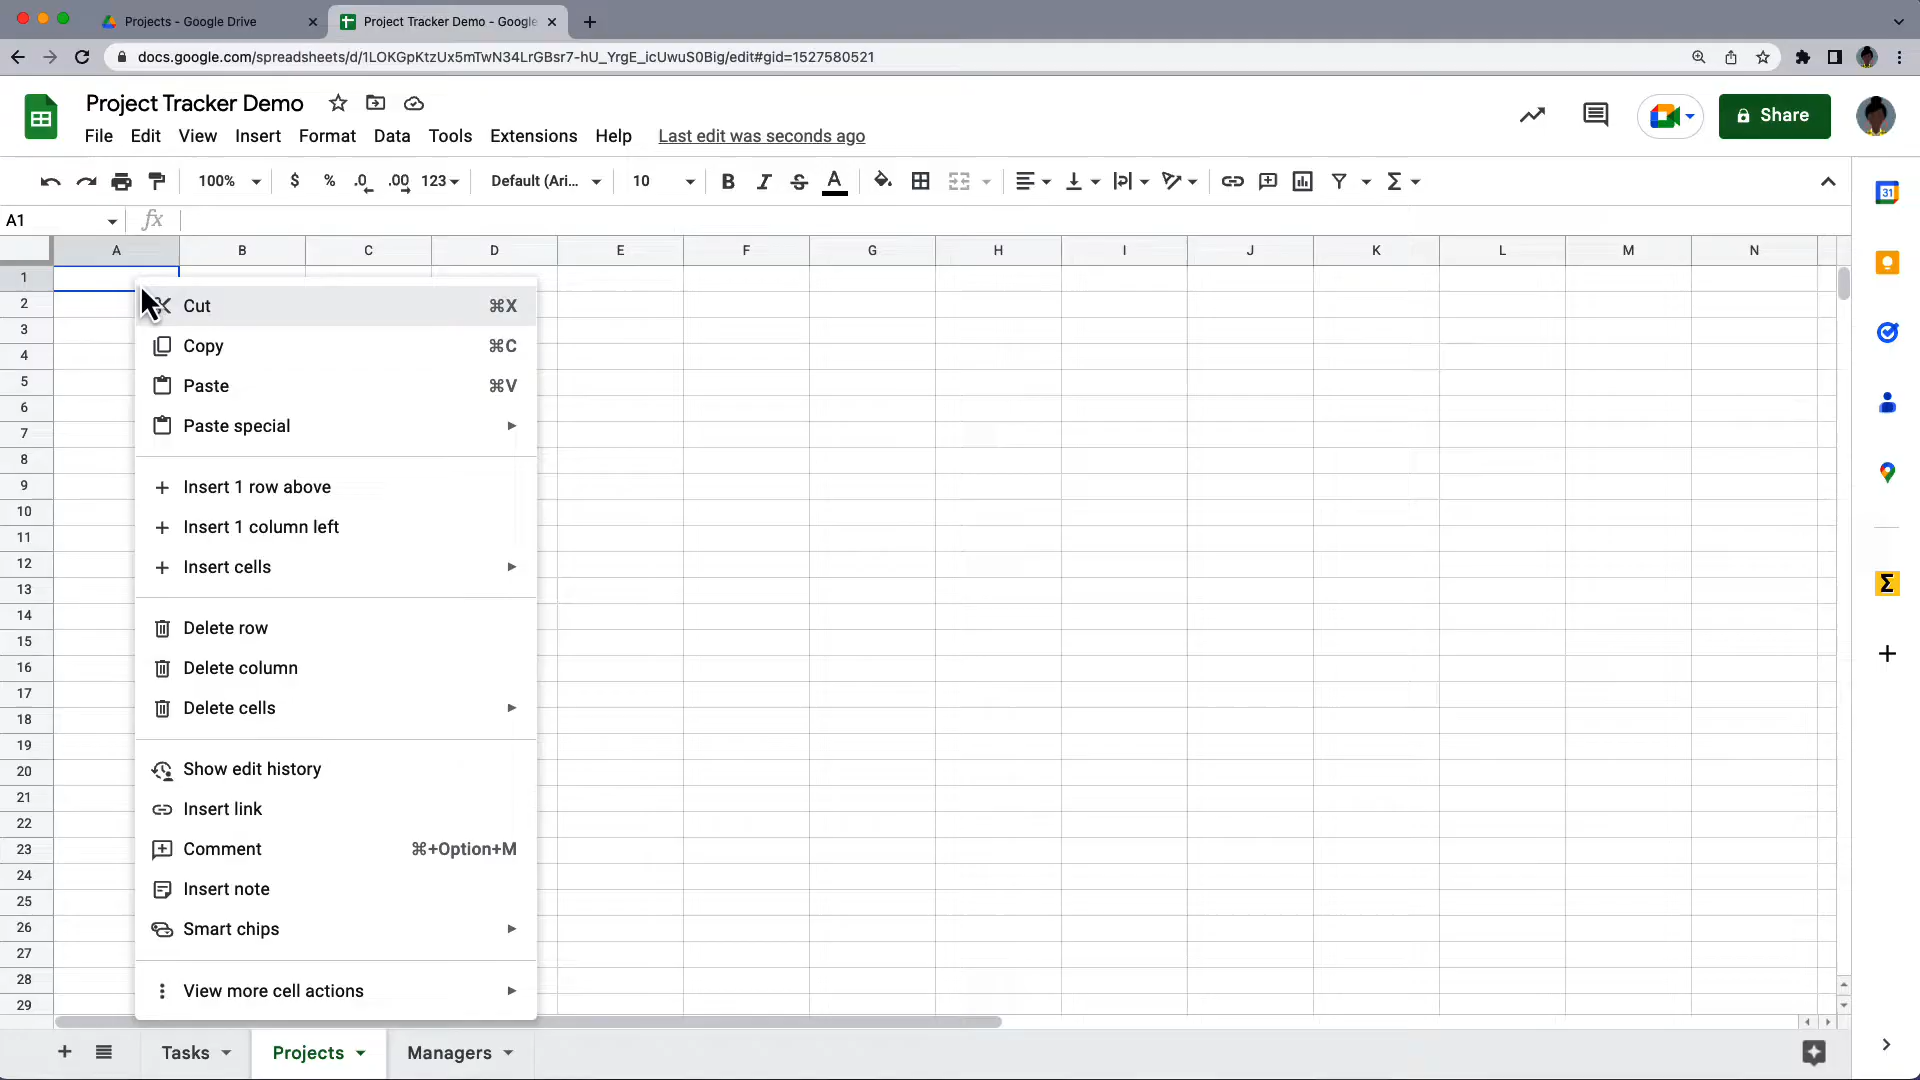 Projects - Google Drive
Project Tracker Demo - Google
docs.google.com/spreadsheets/d/1LOKGpKtzUx5mTwN34LrGBsr7-hU_YrgE_icUwuS0Big/edit#gid=1527580521
Project Tracker Demo
File Edit View Insert Format Data Tools Extensions Help Last edit was seconds ago
Share
100% $ % .0 .00 123 Default (Ari... 10 B I S A Σ
31
A1 fx
A B C D E F G H I J K L M N
1
2 Cut ⌘X
3 Copy ⌘C
4
5 Paste ⌘V
6
7 Paste special
8
9 Insert 1 row above
10
11 Insert 1 column left
12 Insert cells
13 Σ
14 Delete row
15
16 Delete column
17
18 Delete cells
19
20 Show edit history
21 Insert link
22
23 Comment ⌘+Option+M
24 Insert note
25
26 Smart chips
27
28 View more cell actions
29
Tasks Projects Managers